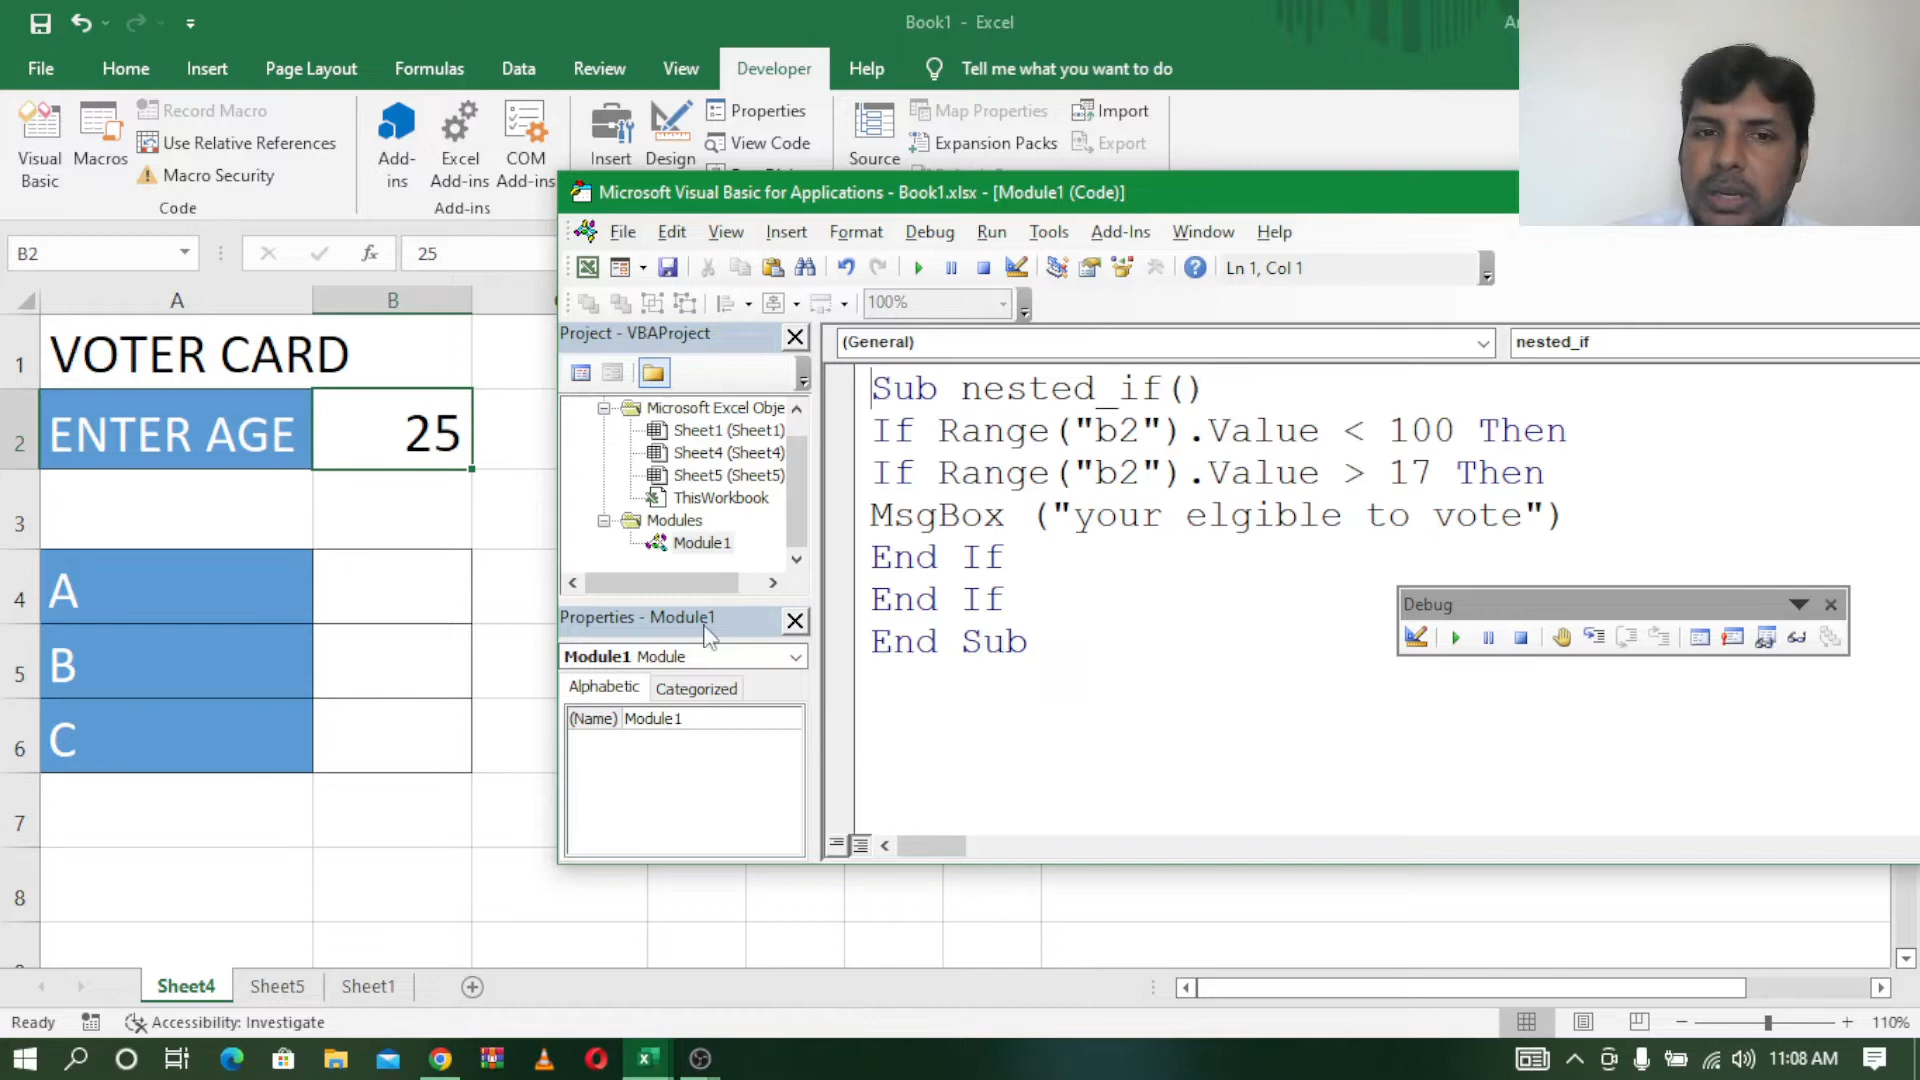 Book1 - Excel
File Home Insert Page Layout Formulas Data Review View Developer Help Tell me what you want to do
Visual Basic
Macros
Record Macro
Use Relative References
Macro Security
Code
Add-ins
Excel Add-ins
COM Add-ins
Add-ins
Insert
Design
Properties
View Code
Source
Map Properties
Expansion Packs
Import
Export
B2
fx
25
Microsoft Visual Basic for Applications - Book1.xlsx - [Module1 (Code)]
File Edit View Insert Format Debug Run Tools Add-Ins Window Help
Ln 1, Col 1
100%
Project - VBAProject
Microsoft Excel Obje
Sheet1 (Sheet1)
Sheet4 (Sheet4)
Sheet5 (Sheet5)
ThisWorkbook
Modules
Module1
Properties - Module1
Module1 Module
Alphabetic Categorized
(Name) Module1
(General)
nested_if
Sub nested_if()
If Range("b2").Value < 100 Then
If Range("b2").Value > 17 Then
MsgBox ("your elgible to vote")
End If
End If
End Sub
Debug
A B
1 VOTER CARD
2 ENTER AGE 25
3
4 A
5 B
6 C
7
8
Sheet4 Sheet5 Sheet1
Ready
Accessibility: Investigate
110%
11:08 AM